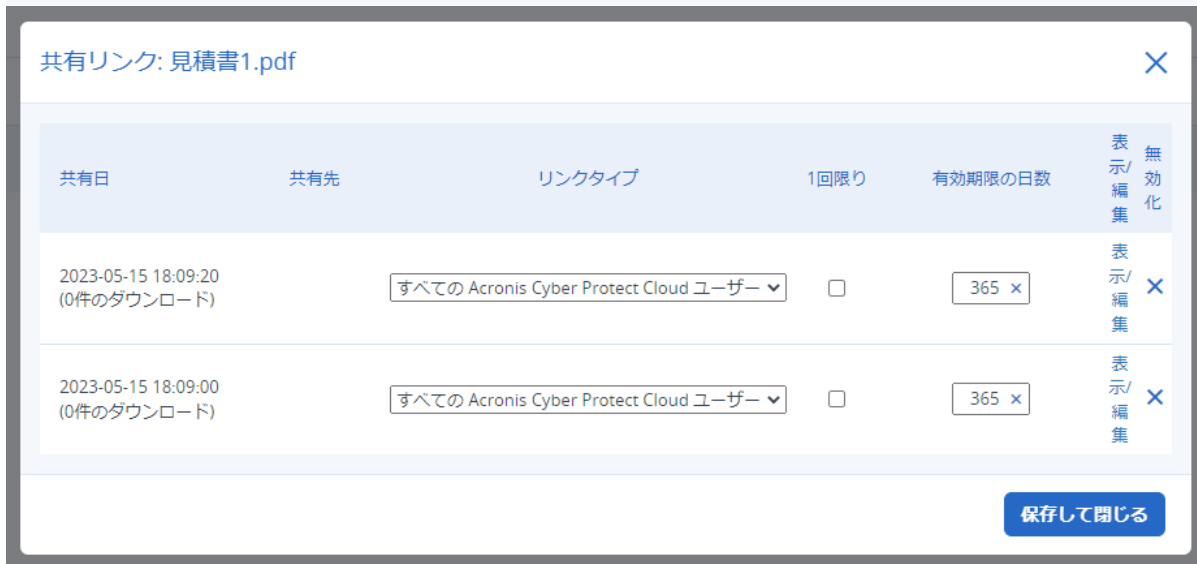 共有リンク: 見積書1.pdf
共有日 共有先 リンクタイプ 1回限り 有効期限の日数 表示/編集 無効化
2023-05-15 18:09:20
(0件のダウンロード)
すべての Acronis Cyber Protect Cloud ユーザー
365 ×
表示/編集
2023-05-15 18:09:00
(0件のダウンロード)
すべての Acronis Cyber Protect Cloud ユーザー
365 ×
表示/編集
保存して閉じる